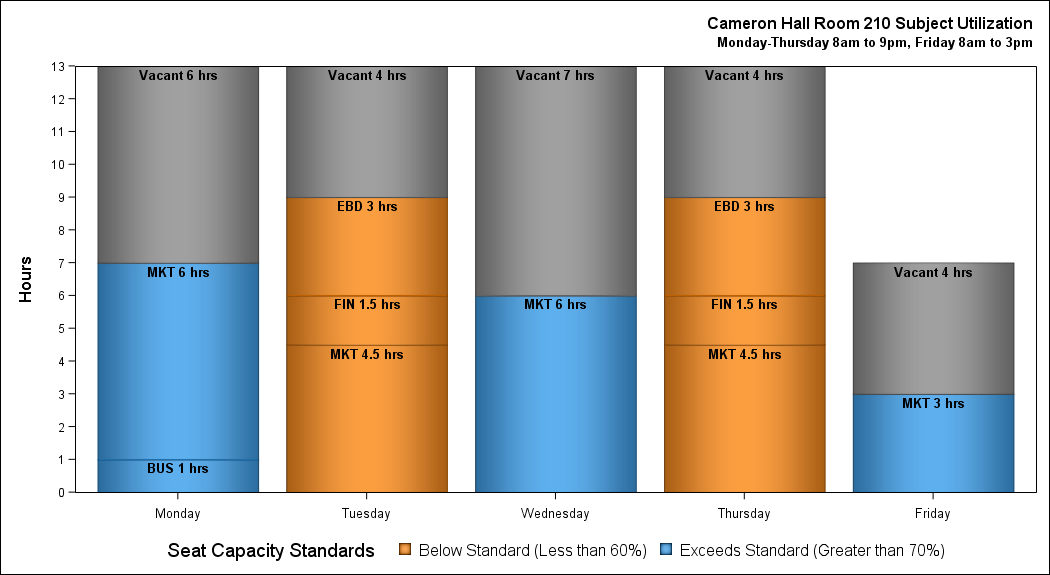 Cameron Hall Room 210 Subject Utilization
Monday-Thursday 8am to 9pm, Friday 8am to 3pm
Hours
13
12
11
10
9
8
7
6
5
4
3
2
1
0
Vacant 6 hrs
MKT 6 hrs
BUS 1 hrs
Vacant 4 hrs
EBD 3 hrs
FIN 1.5 hrs
MKT 4.5 hrs
Vacant 7 hrs
MKT 6 hrs
Vacant 4 hrs
EBD 3 hrs
FIN 1.5 hrs
MKT 4.5 hrs
Vacant 4 hrs
MKT 3 hrs
Monday Tuesday Wednesday Thursday Friday
Seat Capacity Standards Below Standard (Less than 60%) Exceeds Standard (Greater than 70%)